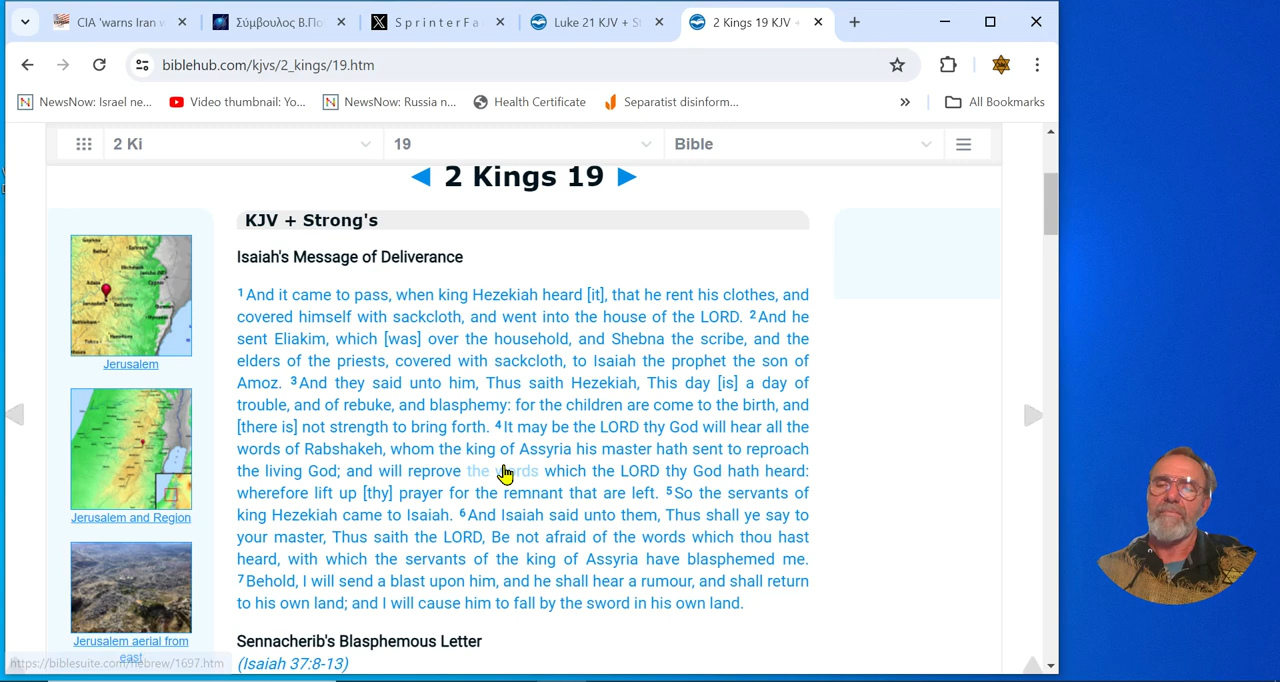 CIA 'warns Iran
Σύμβουλος Β.Πο
S p r i n t e r F a
Luke 21 KJV + S
2 Kings 19 KJV
biblehub.com/kjvs/2_kings/19.htm
NewsNow: Israel ne...
Video thumbnail: Yo...
NewsNow: Russia n...
Health Certificate
Separatist disinform...
All Bookmarks
2 Ki
19
Bible
2 Kings 19
KJV + Strong's
Isaiah's Message of Deliverance
1 And it came to pass, when king Hezekiah heard [it], that he rent his clothes, and
covered himself with sackcloth, and went into the house of the LORD. 2 And he
sent Eliakim, which [was] over the household, and Shebna the scribe, and the
elders of the priests, covered with sackcloth, to Isaiah the prophet the son of
Amoz. 3 And they said unto him, Thus saith Hezekiah, This day [is] a day of
trouble, and of rebuke, and blasphemy: for the children are come to the birth, and
[there is] not strength to bring forth. 4 It may be the LORD thy God will hear all the
words of Rabshakeh, whom the king of Assyria his master hath sent to reproach
the living God; and will reprove the words which the LORD thy God hath heard:
wherefore lift up [thy] prayer for the remnant that are left. 5 So the servants of
king Hezekiah came to Isaiah. 6 And Isaiah said unto them, Thus shall ye say to
your master, Thus saith the LORD, Be not afraid of the words which thou hast
heard, with which the servants of the king of Assyria have blasphemed me.
7 Behold, I will send a blast upon him, and he shall hear a rumour, and shall return
to his own land; and I will cause him to fall by the sword in his own land.
Sennacherib's Blasphemous Letter
(Isaiah 37:8-13)
Jerusalem
Jerusalem and Region
Jerusalem aerial from
east
https://biblesuite.com/hebrew/1697.htm